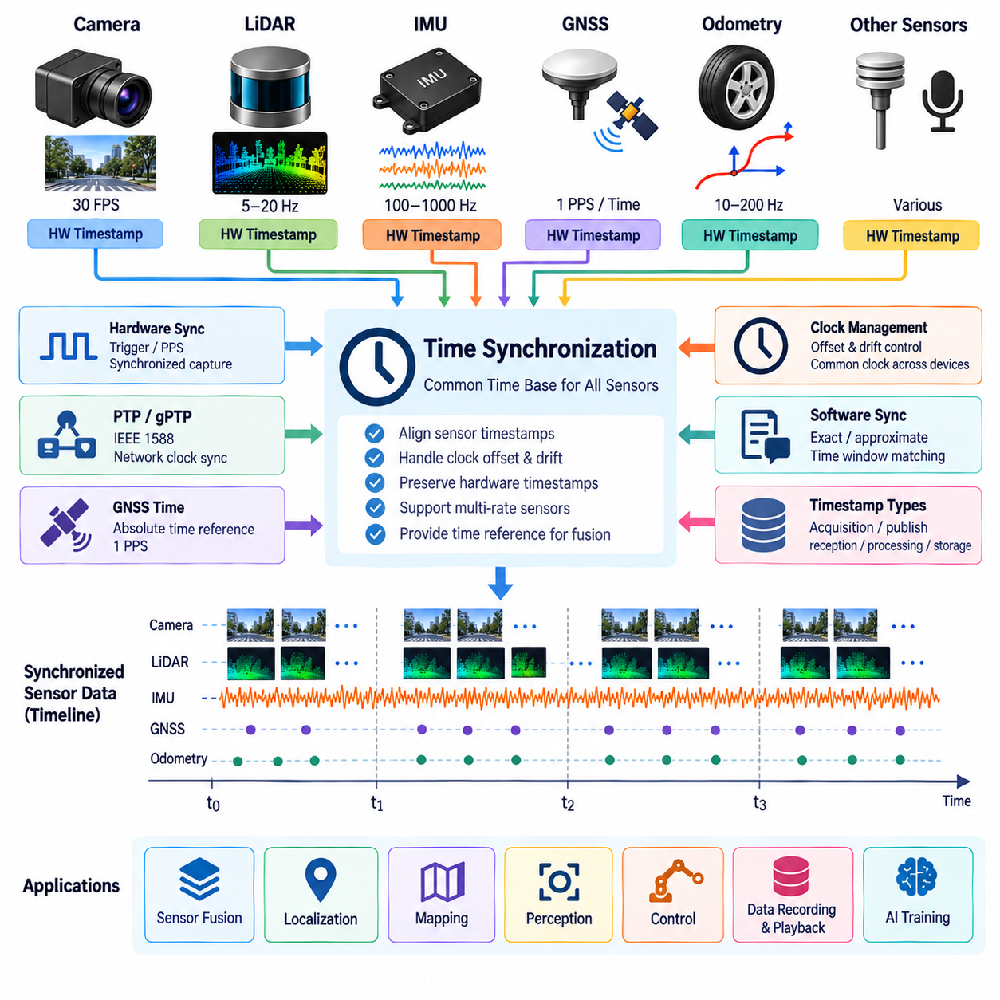 Camera
LiDAR
IMU
GNSS
Odometry
Other Sensors
IMU
30 FPS
5–20 Hz
100–1000 Hz
1 PPS / Time
10–200 Hz
Various
HW Timestamp
HW Timestamp
HW Timestamp
HW Timestamp
HW Timestamp
HW Timestamp
Hardware Sync
Trigger / PPS
Synchronized capture
PTP / gPTP
IEEE 1588
Network clock sync
GNSS Time
Absolute time reference
1 PPS
Time Synchronization
Common Time Base for All Sensors
Align sensor timestamps
Handle clock offset & drift
Preserve hardware timestamps
Support multi-rate sensors
Provide time reference for fusion
Clock Management
Offset & drift control
Common clock across devices
Software Sync
Exact / approximate
Time window matching
Timestamp Types
Acquisition / publish
reception / processing / storage
Synchronized
Sensor Data
(Timeline)
Camera
LiDAR
IMU
GNSS
Odometry
t0
t1
t2
t3
Time
Applications
Sensor Fusion
Localization
Mapping
Perception
Control
Data Recording
& Playback
AI Training